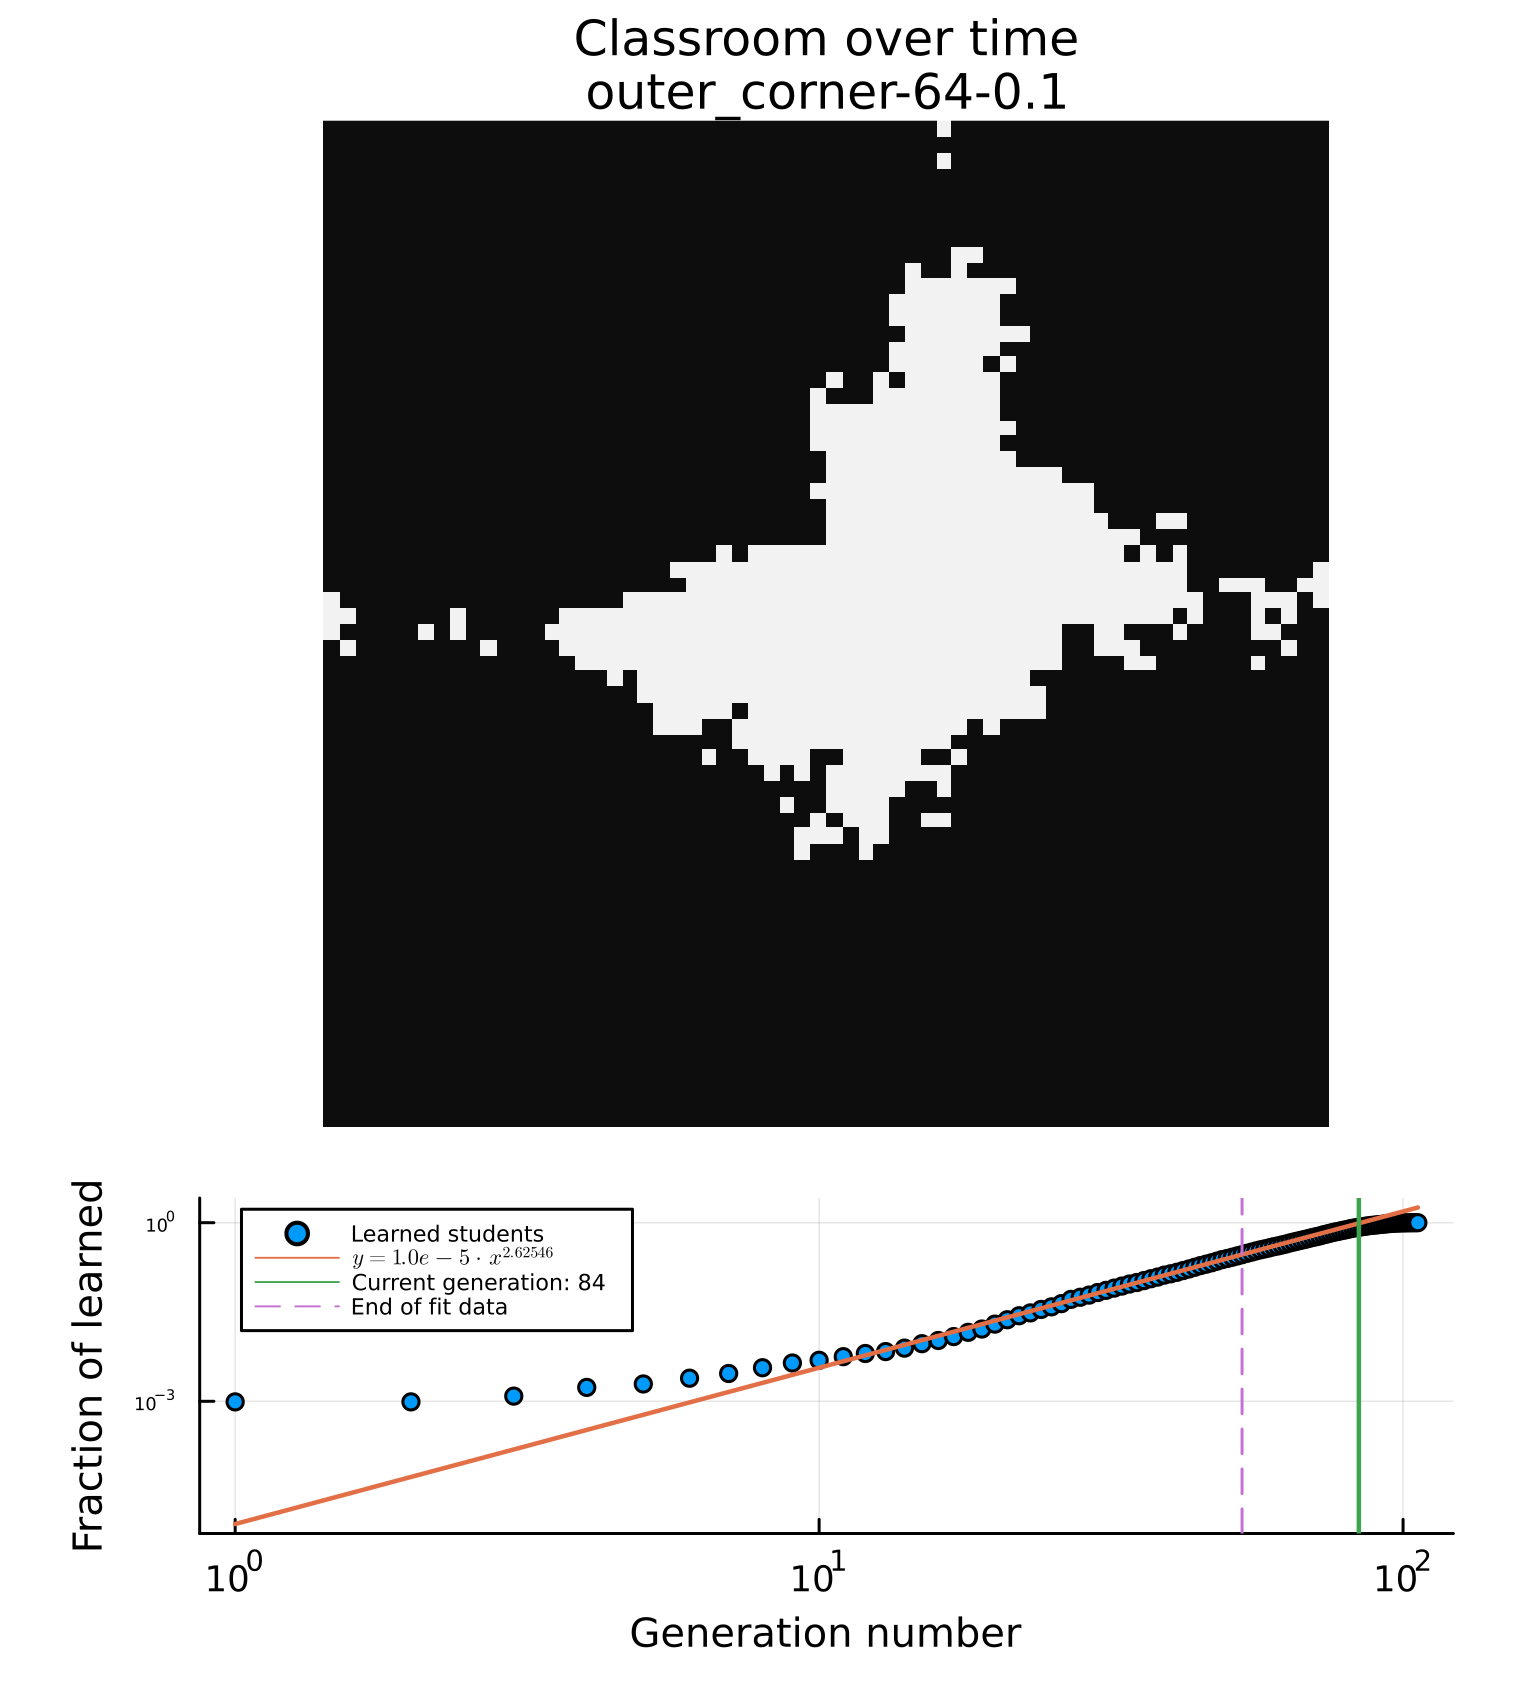 Classroom over time
outer_corner-64-0.1
Fraction of learned
10^0
10^−3
Learned students
y = 1.0e − 5 · x^2.62546
Current generation: 84
End of fit data
10^0 10^1 10^2
Generation number